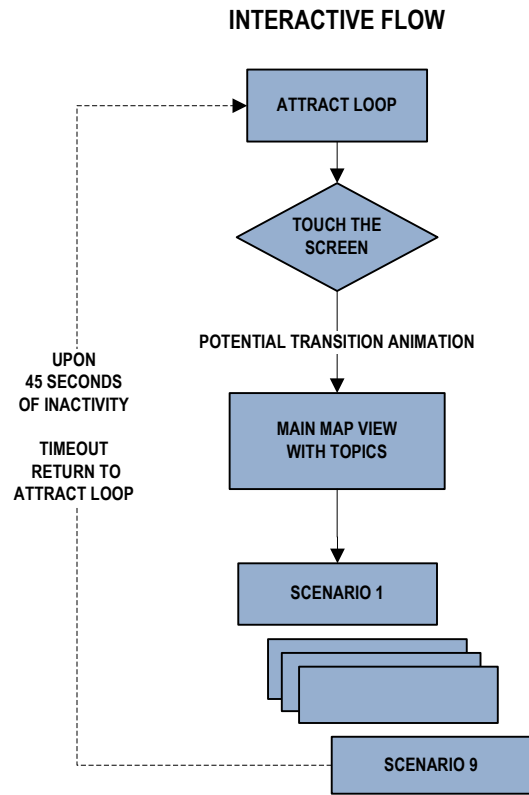 INTERACTIVE FLOW
ATTRACT LOOP
TOUCH THE
SCREEN
POTENTIAL TRANSITION ANIMATION
UPON
45 SECONDS
OF INACTIVITY
TIMEOUT
RETURN TO
ATTRACT LOOP
MAIN MAP VIEW
WITH TOPICS
SCENARIO 1
SCENARIO 9